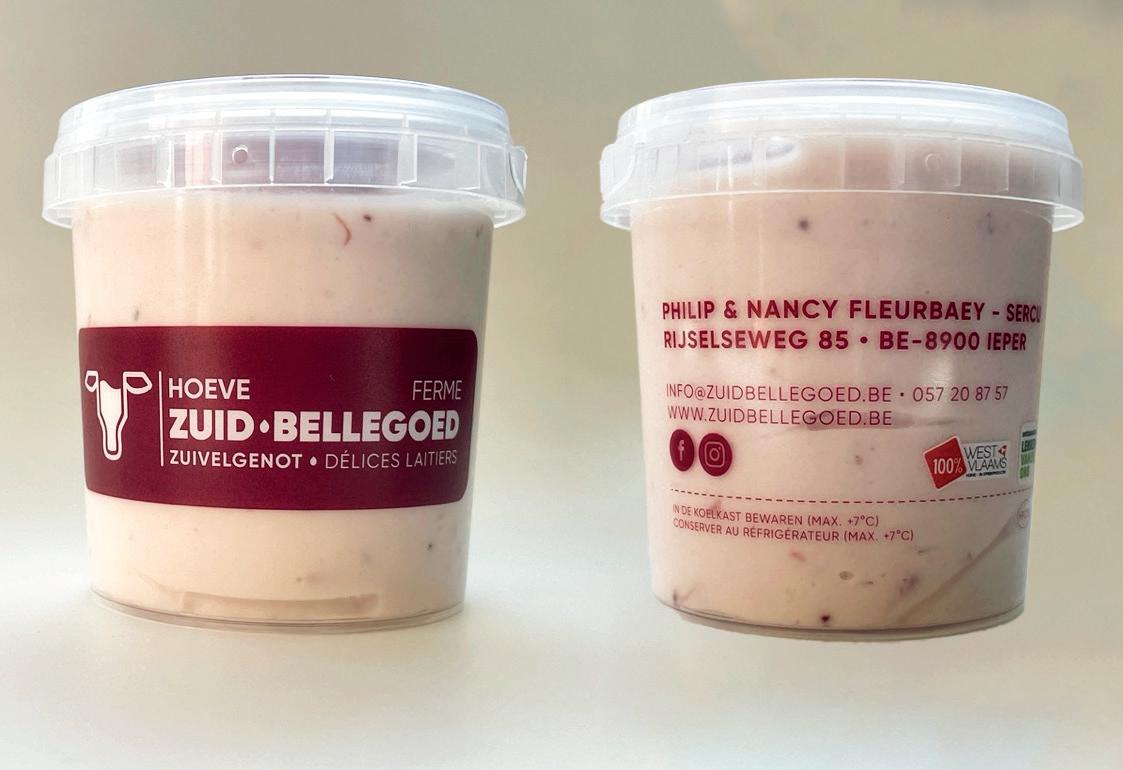 HOEVE FERME
ZUID•BELLEGOED
ZUIVELGENOT • DÉLICES LAITIERS
PHILIP & NANCY FLEURBAEY -
RIJSELSEWEG 85 • BE-8900 IEPER
INFO@ZUIDBELLEGOED.BE • 057 20 87 57
WWW.ZUIDBELLEGOED.BE
100% WEST
VLAAMS
IN DE KOELKAST BEWAREN (MAX. +7°C)
CONSERVER AU RÉFRIGÉRATEUR (MAX. +7°C)